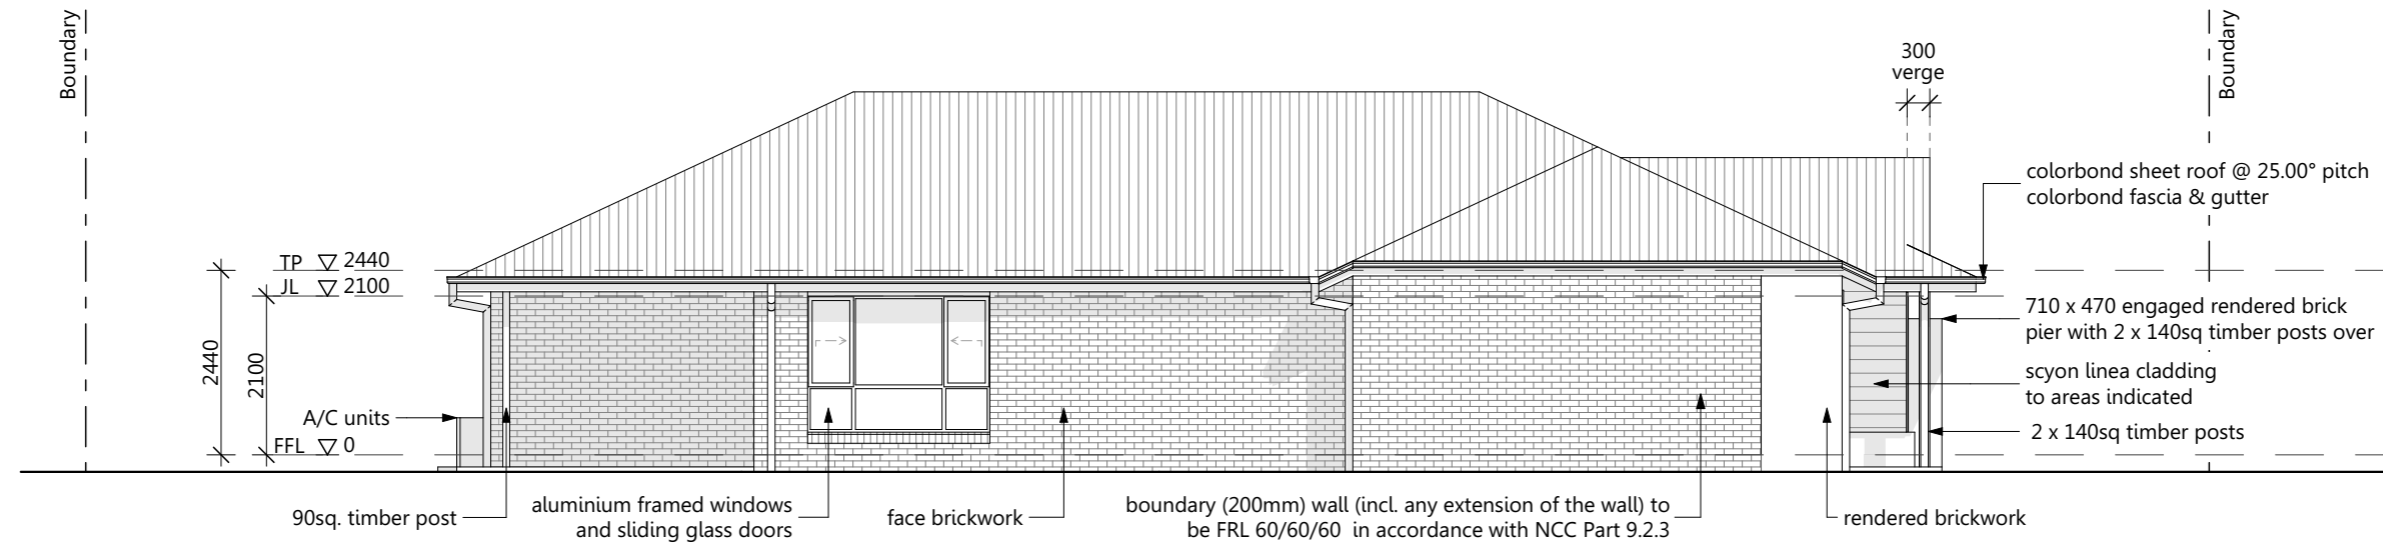 Boundary
Boundary
300
verge
colorbond sheet roof @ 25.00° pitch
colorbond fascia & gutter
TP 2440
JL 2100
710 x 470 engaged rendered brick
pier with 2 x 140sq timber posts over
2440
2100
scyon linea cladding
to areas indicated
A/C units
2 x 140sq timber posts
FFL 0
90sq. timber post
aluminium framed windows
and sliding glass doors
face brickwork
boundary (200mm) wall (incl. any extension of the wall) to
be FRL 60/60/60 in accordance with NCC Part 9.2.3
rendered brickwork